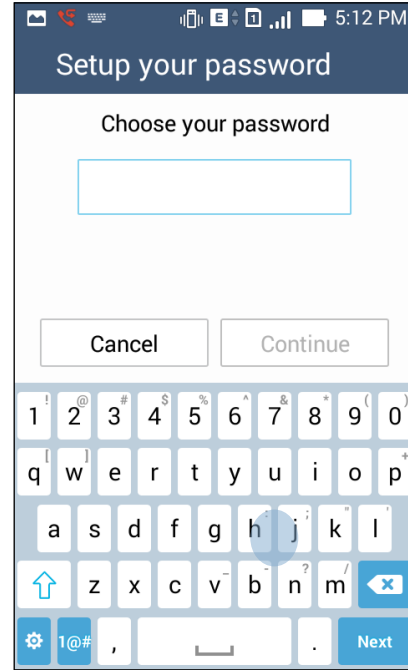 E 1 5:12 PM
Setup your password
Choose your password
Cancel Continue
! @ # $ % ^ & * ( )
1 2 3 4 5 6 7 8 9 0
[ ] +
q w e r t y u i o p
: ; " '
a s d f g h j k l
_ - ? /
z x c v b n m
1@# , . Next